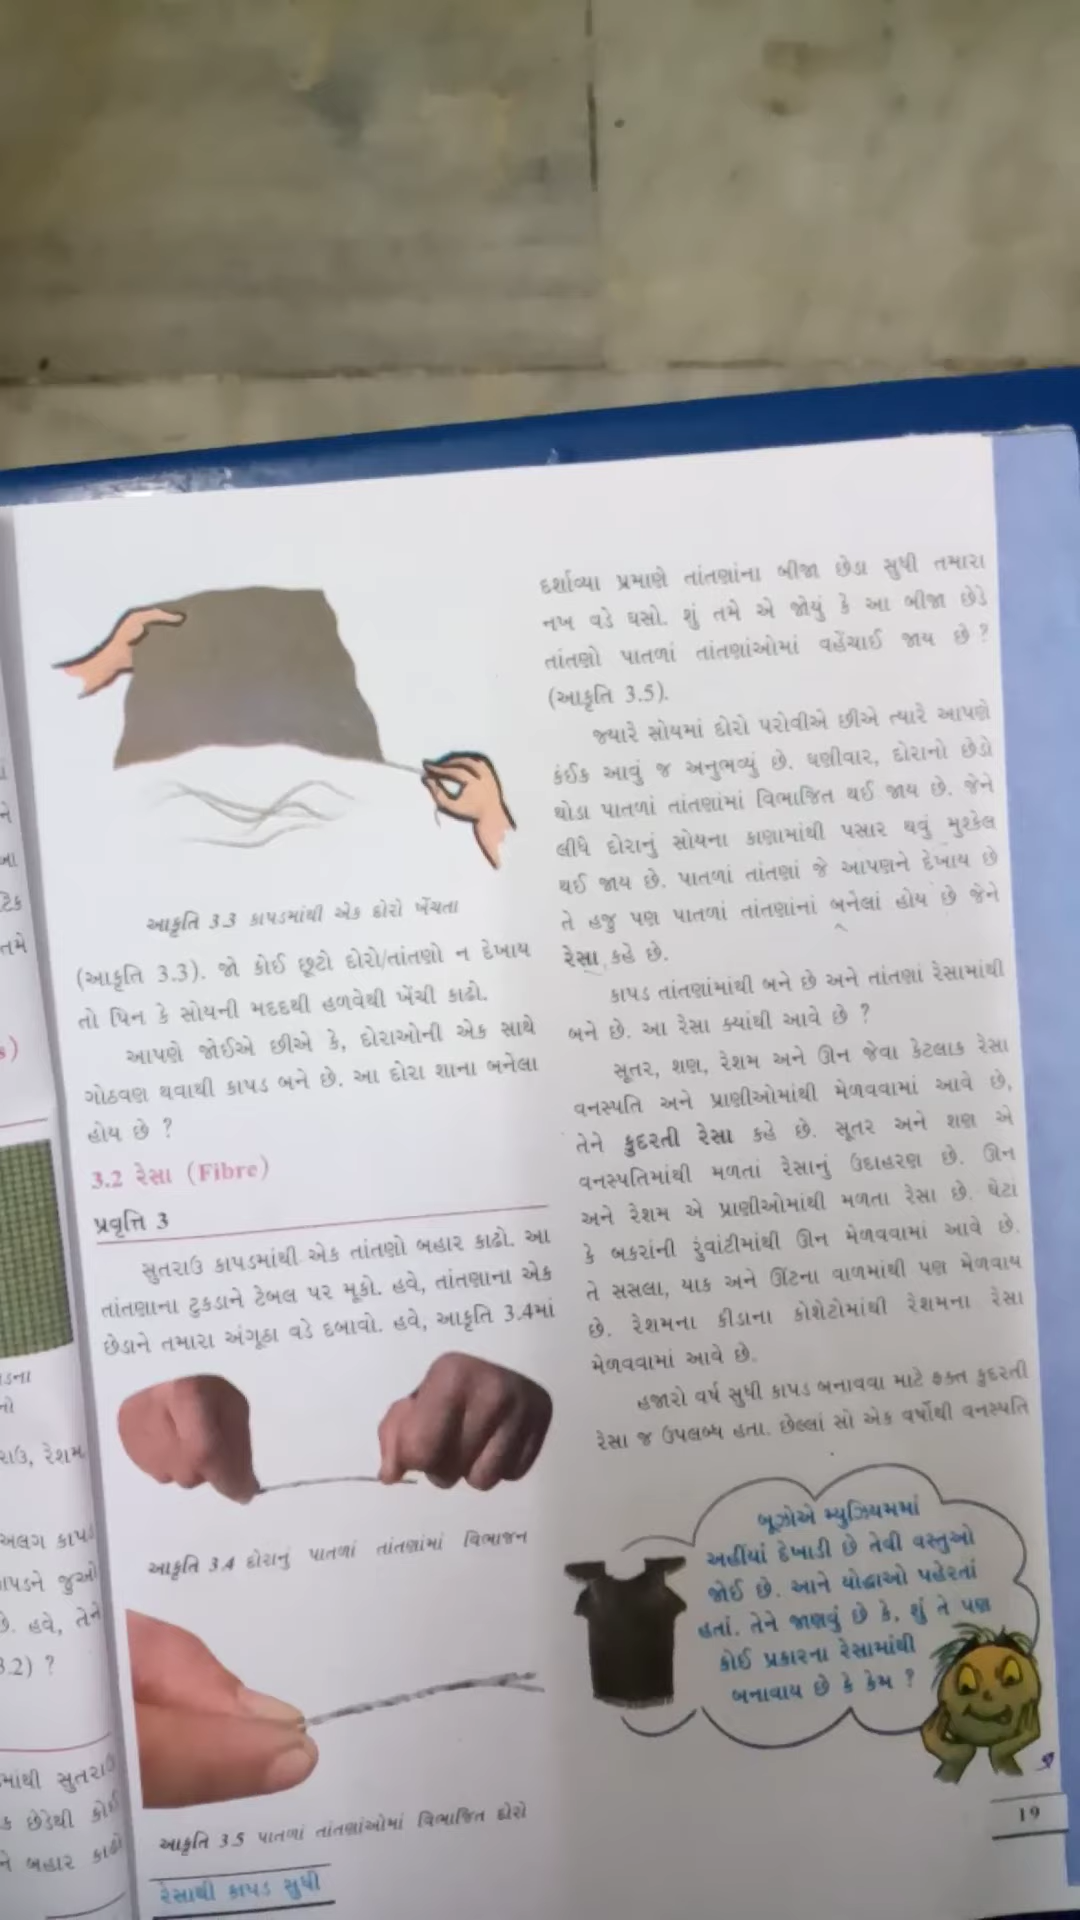 આકૃતિ 3.3 કાપડમાંથી એક દોરો ખેંચતા
(આકૃતિ 3.3). જો કોઈ છૂટો દોરો/તાંતણો ન દેખાય
તો પિન કે સોયની મદદથી હળવેથી ખેંચી કાઢો.
આપણે જોઈએ છીએ કે, દોરાઓની એક સાથે
ગોઠવણ થવાથી કાપડ બને છે. આ દોરા શાના બનેલા
હોય છે ?
3.2 રેસા (Fibre)
પ્રવૃત્તિ 3
સુતરાઉ કાપડમાંથી એક તાંતણો બહાર કાઢો. આ
તાંતણાના ટુકડાને ટેબલ પર મૂકો. હવે, તાંતણાના એક
છેડાને તમારા અંગૂઠા વડે દબાવો. હવે, આકૃતિ 3.4માં
આકૃતિ 3.4 દોરાનું પાતળાં તાંતણાંમાં વિભાજન
આકૃતિ 3.5 પાતળાં તાંતણાંઓમાં વિભાજિત દોરો
રેસાથી કાપડ સુધી
દર્શાવ્યા પ્રમાણે તાંતણાંના બીજા છેડા સુધી તમારા
નખ વડે ઘસો. શું તમે એ જોયું કે આ બીજા છેડે
તાંતણો પાતળાં તાંતણાંઓમાં વહેંચાઈ જાય છે ?
(આકૃતિ 3.5).
જ્યારે સોયમાં દોરો પરોવીએ છીએ ત્યારે આપણે
કંઈક આવું જ અનુભવ્યું છે. ઘણીવાર, દોરાનો છેડો
થોડા પાતળાં તાંતણાંમાં વિભાજિત થઈ જાય છે. જેને
લીધે દોરાનું સોયના કાણામાંથી પસાર થવું મુશ્કેલ
થઈ જાય છે. પાતળાં તાંતણાં જે આપણને દેખાય છે
તે હજુ પણ પાતળાં તાંતણાંનાં બનેલાં હોય છે જેને
રેસા કહે છે.
કાપડ તાંતણાંમાંથી બને છે અને તાંતણાં રેસામાંથી
બને છે. આ રેસા ક્યાંથી આવે છે ?
સૂતર, શણ, રેશમ અને ઊન જેવા કેટલાક રેસા
વનસ્પતિ અને પ્રાણીઓમાંથી મેળવવામાં આવે છે,
તેને કુદરતી રેસા કહે છે. સૂતર અને શણ એ
વનસ્પતિમાંથી મળતાં રેસાનું ઉદાહરણ છે. ઊન
અને રેશમ એ પ્રાણીઓમાંથી મળતા રેસા છે. ઘેટાં
કે બકરાંની રુંવાંટીમાંથી ઊન મેળવવામાં આવે છે.
તે સસલા, યાક અને ઊંટના વાળમાંથી પણ મેળવાય
છે. રેશમના કીડાના કોશેટોમાંથી રેશમના રેસા
મેળવવામાં આવે છે.
હજારો વર્ષ સુધી કાપડ બનાવવા માટે ફક્ત કુદરતી
રેસા જ ઉપલબ્ધ હતા. છેલ્લાં સો એક વર્ષોથી વનસ્પતિ
બૂઝોએ મ્યુઝિયમમાં
અહીંયાં દેખાડી છે તેવી વસ્તુઓ
જોઈ છે. આને યોદ્ધાઓ પહેરતાં
હતાં. તેને જાણવું છે કે, શું તે પણ
કોઈ પ્રકારના રેસામાંથી
બનાવાય છે કે કેમ ?
19